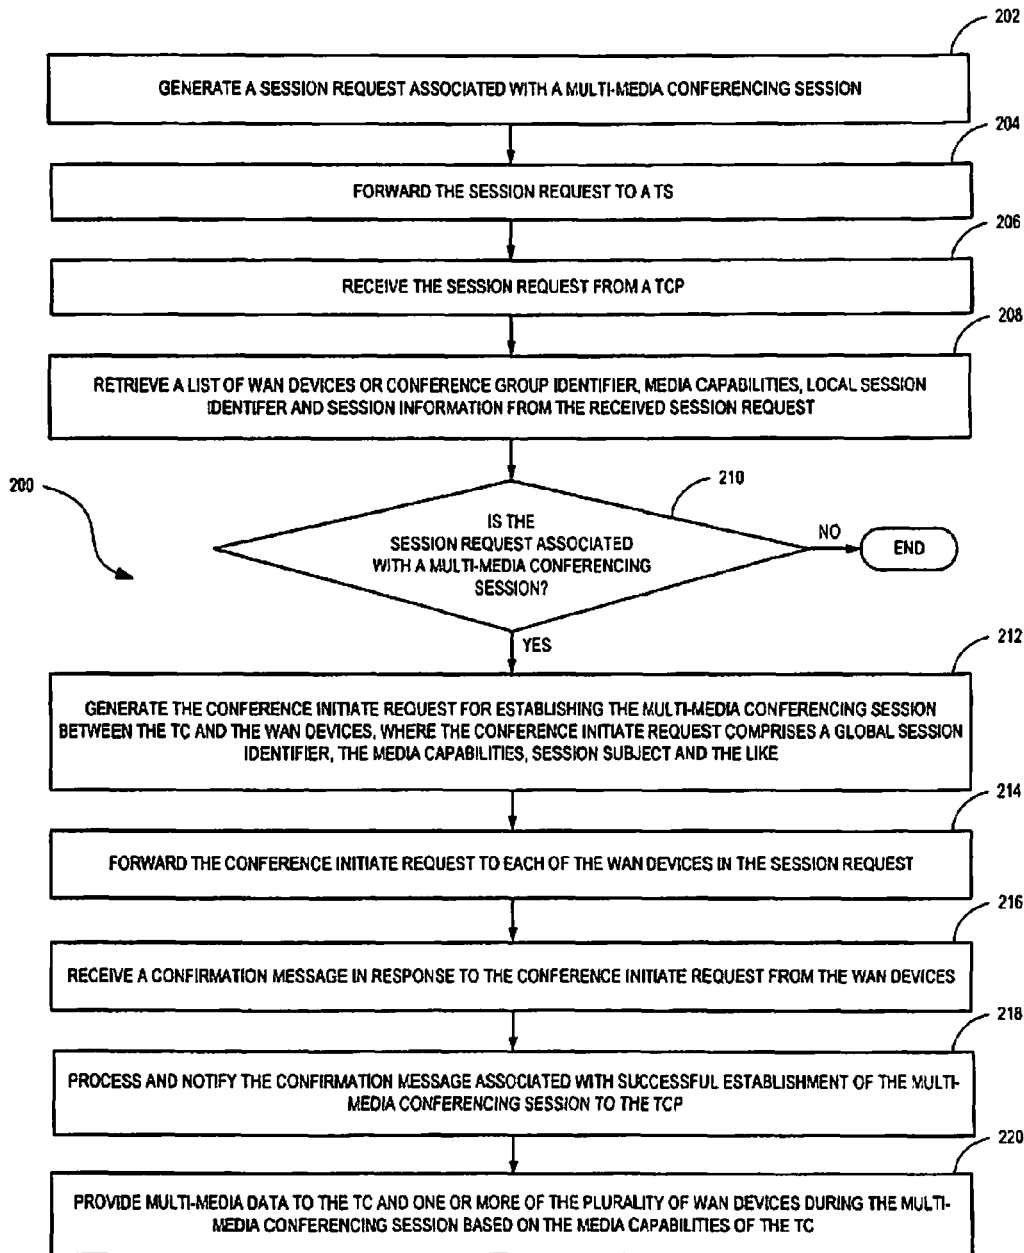 202
GENERATE A SESSION REQUEST ASSOCIATED WITH A MULTI-MEDIA CONFERENCING SESSION
204
FORWARD THE SESSION REQUEST TO A TS
206
RECEIVE THE SESSION REQUEST FROM A TCP
208
RETRIEVE A LIST OF WAN DEVICES OR CONFERENCE GROUP IDENTIFIER, MEDIA CAPABILITIES, LOCAL SESSION
IDENTIFER AND SESSION INFORMATION FROM THE RECEIVED SESSION REQUEST
200
210
IS THE
SESSION REQUEST ASSOCIATED
WITH A MULTI-MEDIA CONFERENCING
SESSION?
NO
END
YES
212
GENERATE THE CONFERENCE INITIATE REQUEST FOR ESTABLISHING THE MULTI-MEDIA CONFERENCING SESSION
BETWEEN THE TC AND THE WAN DEVICES, WHERE THE CONFERENCE INITIATE REQUEST COMPRISES A GLOBAL SESSION
IDENTIFIER, THE MEDIA CAPABILITIES, SESSION SUBJECT AND THE LIKE
214
FORWARD THE CONFERENCE INITIATE REQUEST TO EACH OF THE WAN DEVICES IN THE SESSION REQUEST
216
RECEIVE A CONFIRMATION MESSAGE IN RESPONSE TO THE CONFERENCE INITIATE REQUEST FROM THE WAN DEVICES
218
PROCESS AND NOTIFY THE CONFIRMATION MESSAGE ASSOCIATED WITH SUCCESSFUL ESTABLISHMENT OF THE MULTI-
MEDIA CONFERENCING SESSION TO THE TCP
220
PROVIDE MULTI-MEDIA DATA TO THE TC AND ONE OR MORE OF THE PLURALITY OF WAN DEVICES DURING THE MULTI-
MEDIA CONFERENCING SESSION BASED ON THE MEDIA CAPABILITIES OF THE TC